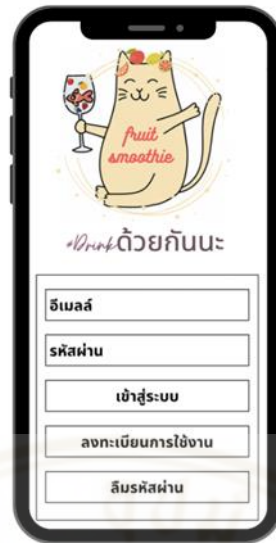 fruit
smoothie
#Drinkด้วยกันนะ
อีเมลล์
รหัสผ่าน
เข้าสู่ระบบ
ลงทะเบียนการใช้งาน
ลืมรหัสผ่าน